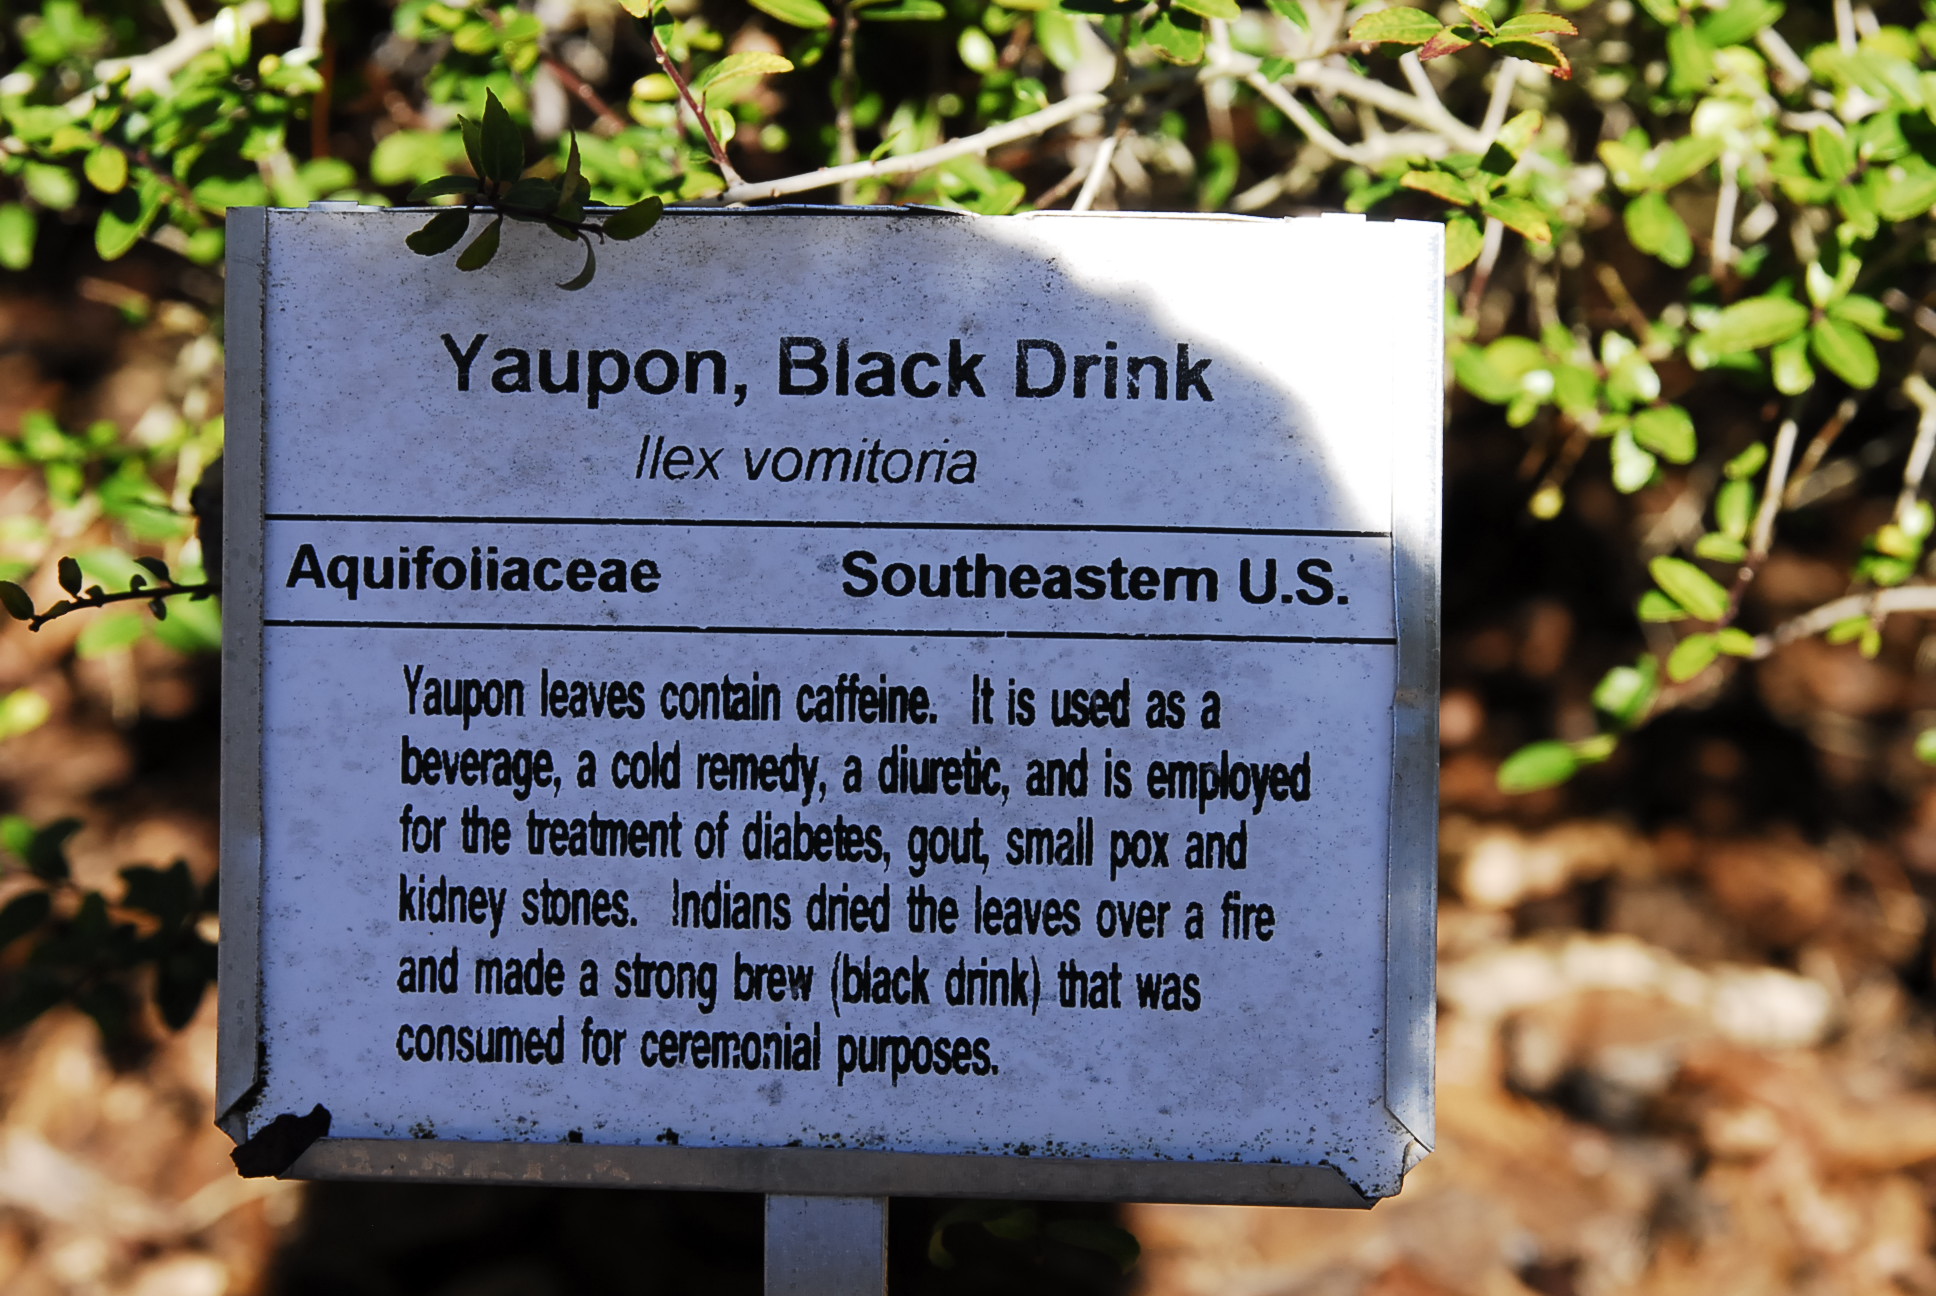 Yaupon, Black Drink
Ilex vomitoria
Aquifoliaceae Southeastern U.S.
Yaupon leaves contain caffeine. It is used as a
beverage, a cold remedy, a diuretic, and is employed
for the treatment of diabetes, gout, small pox and
kidney stones. Indians dried the leaves over a fire
and made a strong brew (black drink) that was
consumed for ceremonial purposes.